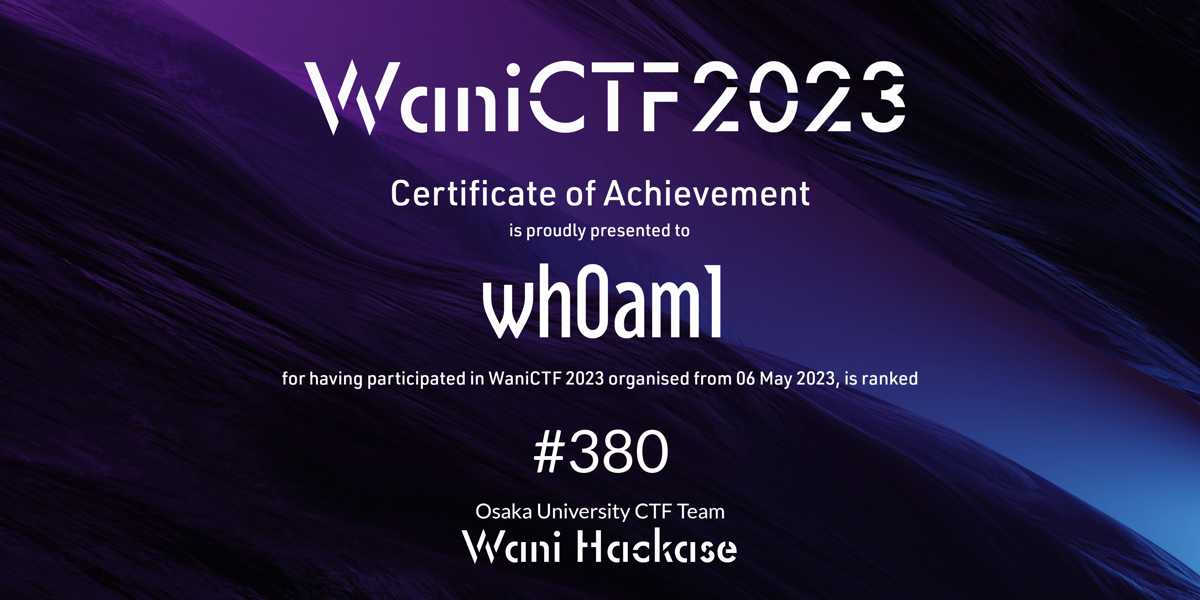 WaniCTF2023
Certificate of Achievement
is proudly presented to
wh0am1
for having participated in WaniCTF 2023 organised from 06 May 2023, is ranked
#380
Osaka University CTF Team
Wani Hackase